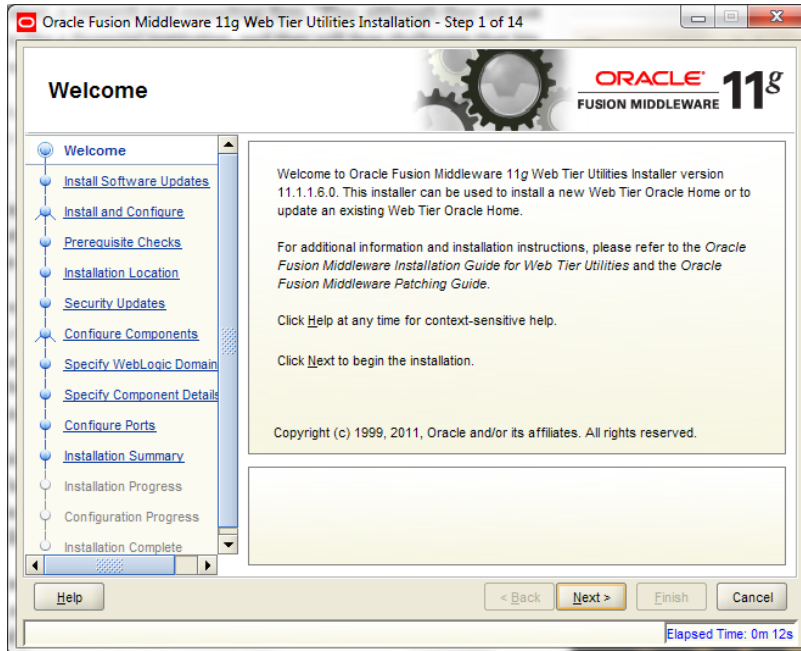 Oracle Fusion Middleware 11g Web Tier Utilities Installation - Step 1 of 14
Welcome
ORACLE
FUSION MIDDLEWARE
11g
Welcome
Install Software Updates
Install and Configure
Prerequisite Checks
Installation Location
Security Updates
Configure Components
Specify WebLogic Domain
Specify Component Details
Configure Ports
Installation Summary
Installation Progress
Configuration Progress
Installation Complete
Welcome to Oracle Fusion Middleware 11g Web Tier Utilities Installer version
11.1.1.6.0. This installer can be used to install a new Web Tier Oracle Home or to
update an existing Web Tier Oracle Home.
For additional information and installation instructions, please refer to the Oracle
Fusion Middleware Installation Guide for Web Tier Utilities and the Oracle
Fusion Middleware Patching Guide.
Click Help at any time for context-sensitive help.
Click Next to begin the installation.
Copyright (c) 1999, 2011, Oracle and/or its affiliates. All rights reserved.
Help
< Back
Next >
Finish
Cancel
Elapsed Time: 0m 12s